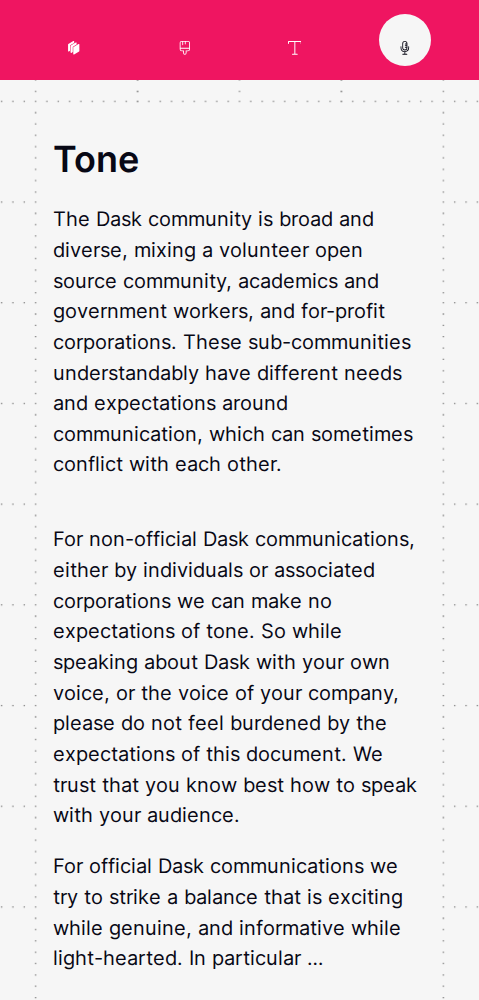 Tone
The Dask community is broad and
diverse, mixing a volunteer open
source community, academics and
government workers, and for-profit
corporations. These sub-communities
understandably have different needs
and expectations around
communication, which can sometimes
conflict with each other.
For non-official Dask communications,
either by individuals or associated
corporations we can make no
expectations of tone. So while
speaking about Dask with your own
voice, or the voice of your company,
please do not feel burdened by the
expectations of this document. We
trust that you know best how to speak
with your audience.
For official Dask communications we
try to strike a balance that is exciting
while genuine, and informative while
light-hearted. In particular ...